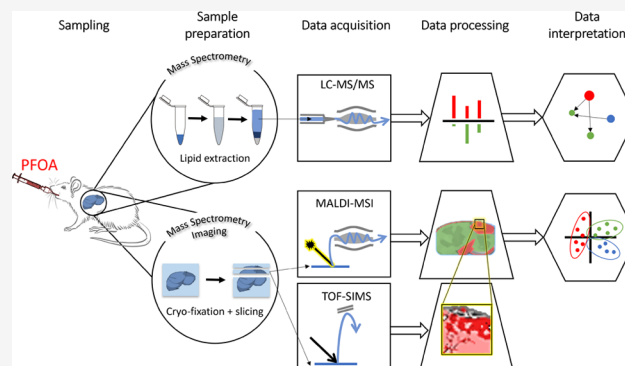 Sampling
Sample
preparation
Data acquisition
Data processing
Data
interpretation
Mass Spectrometry
Lipid extraction
LC-MS/MS
PFOA
Mass Spectrometry
Imaging
Cryo-fixation + slicing
MALDI-MSI
TOF-SIMS